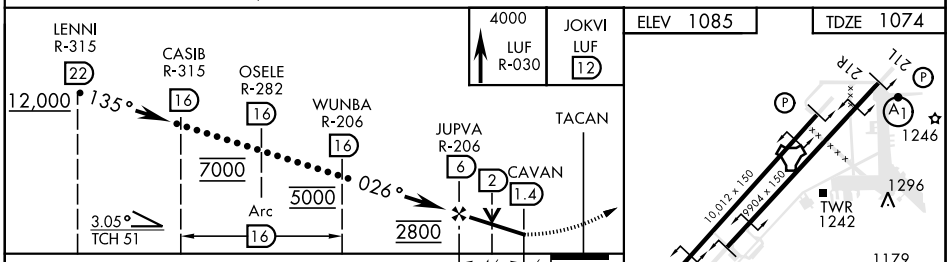 LENNI
R-315
22
12,000
135°
CASIB
R-315
16
OSELE
R-282
16
7000
WUNBA
R-206
16
5000
026°
Arc
16
3.05°
TCH 51
JUPVA
R-206
6
2800
2
CAVAN
1.4
TACAN
4000
LUF
R-030
JOKVI
LUF
12
ELEV 1085
TDZE 1074
21R
21L
P
P
A1
1246
1296
TWR
1242
10,012 x 150
9904 x 150
1179